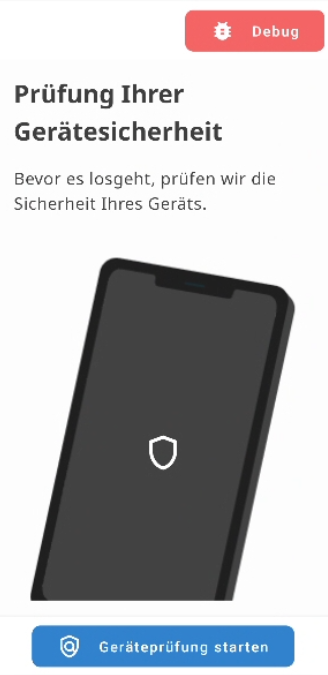 Debug
Prüfung Ihrer
Gerätesicherheit
Bevor es losgeht, prüfen wir die
Sicherheit Ihres Geräts.
Geräteprüfung starten